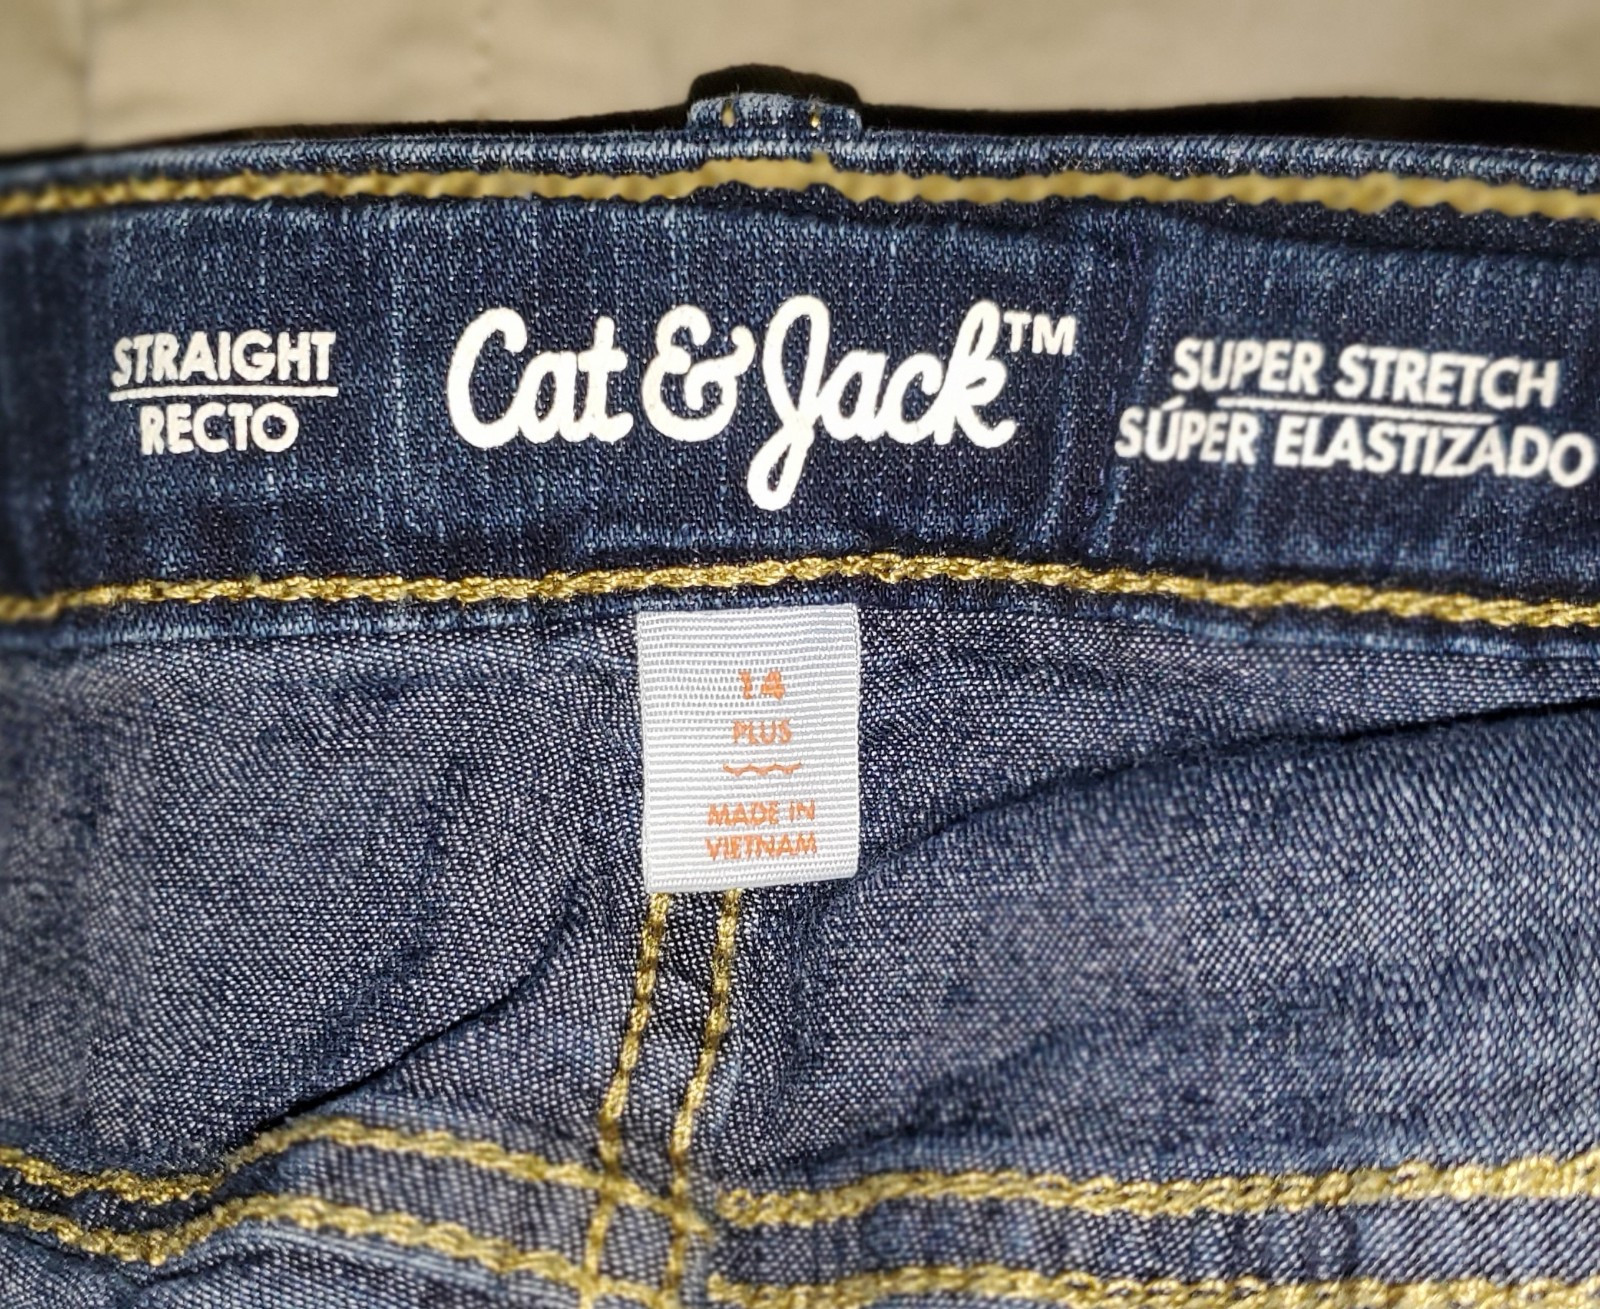 STRAIGHT
RECTO
Cat & Jack™
SUPER STRETCH
SÚPER ELASTIZADO
14
PLUS
MADE IN
VIETNAM